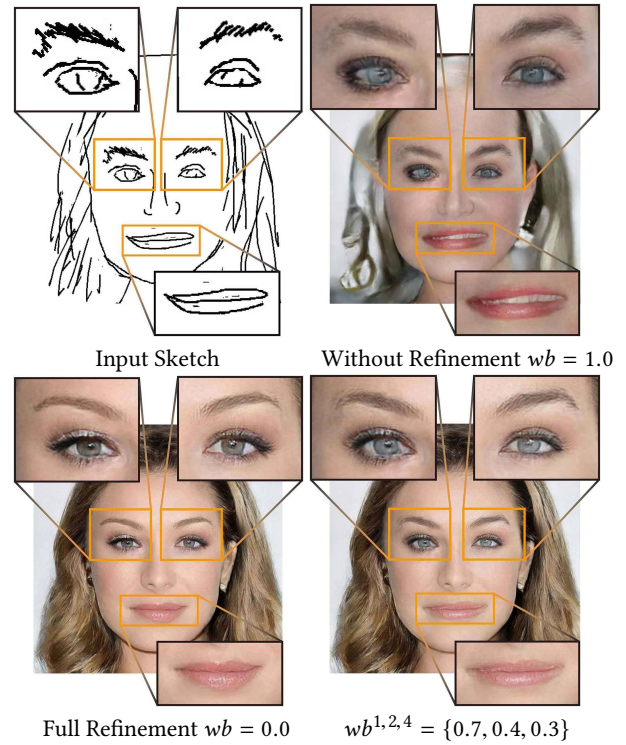 Input Sketch
Without Refinement wb = 1.0
Full Refinement wb = 0.0
wb^{1,2,4} = {0.7, 0.4, 0.3}